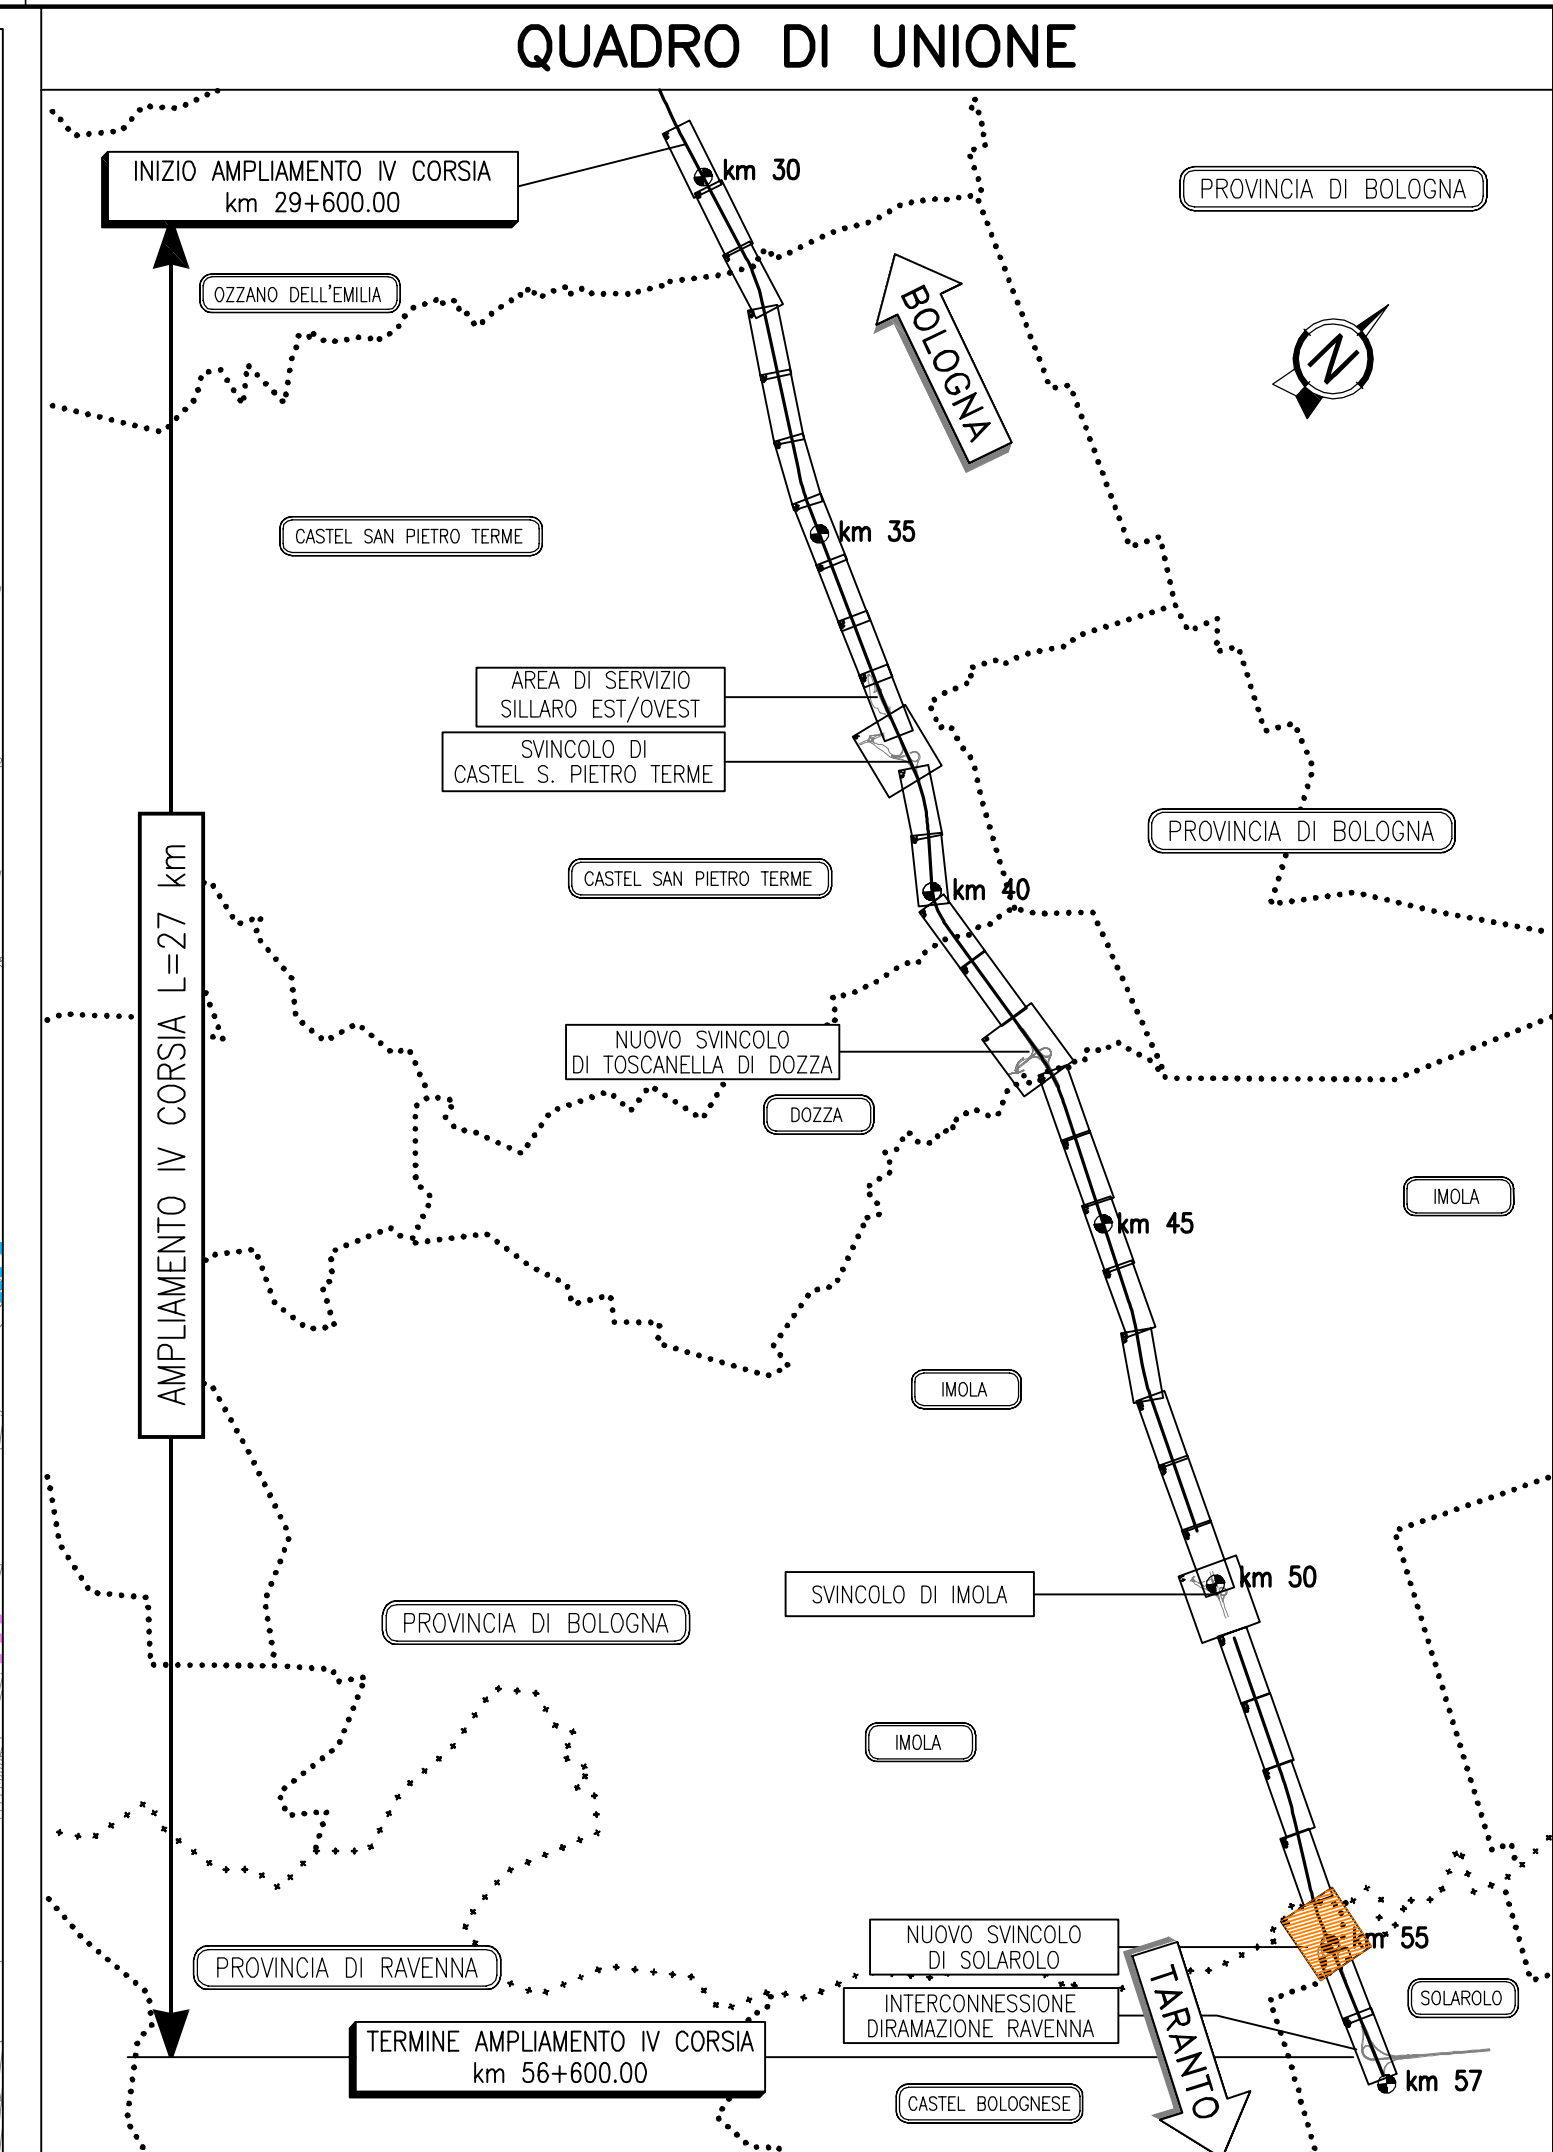 QUADRO DI UNIONE
INIZIO AMPLIAMENTO IV CORSIA
km 29+600.00
km 30
PROVINCIA DI BOLOGNA
OZZANO DELL'EMILIA
BOLOGNA
N
CASTEL SAN PIETRO TERME
km 35
AREA DI SERVIZIO
SILLARO EST/OVEST
SVINCOLO DI
CASTEL S. PIETRO TERME
PROVINCIA DI BOLOGNA
CASTEL SAN PIETRO TERME
km 40
AMPLIAMENTO IV CORSIA L=27 km
NUOVO SVINCOLO
DI TOSCANELLA DI DOZZA
DOZZA
IMOLA
km 45
IMOLA
km 50
SVINCOLO DI IMOLA
PROVINCIA DI BOLOGNA
IMOLA
NUOVO SVINCOLO
DI SOLAROLO
km 55
PROVINCIA DI RAVENNA
SOLAROLO
INTERCONNESSIONE
DIRAMAZIONE RAVENNA
TARANTO
TERMINE AMPLIAMENTO IV CORSIA
km 56+600.00
km 57
CASTEL BOLOGNESE